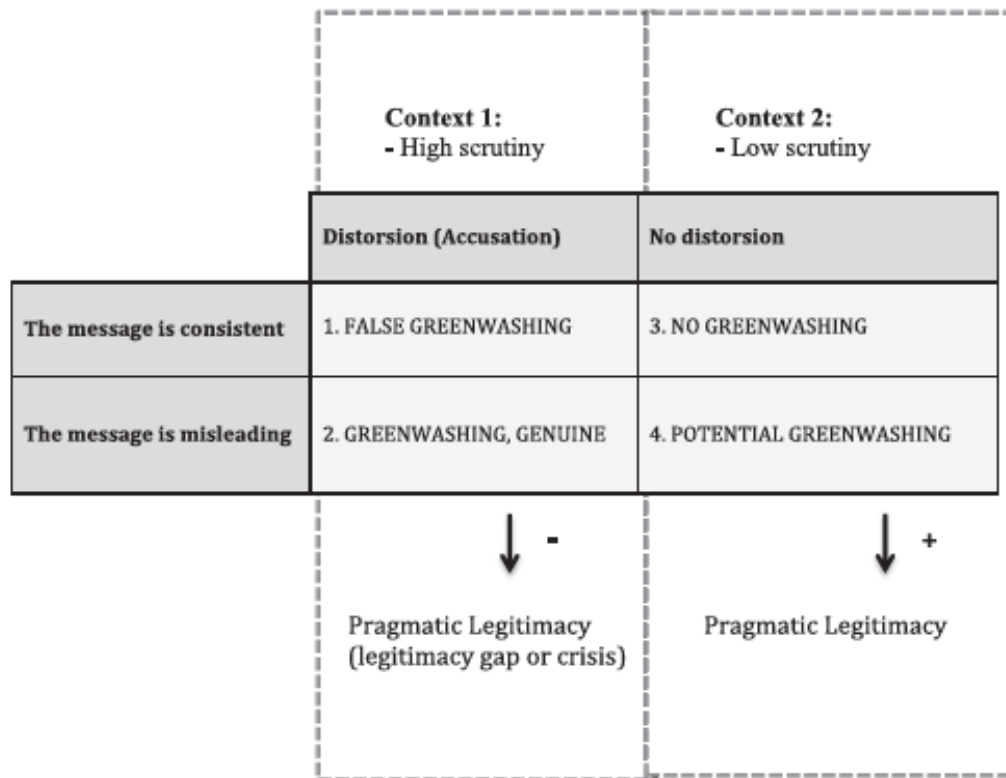 Context 1:
- High scrutiny
Context 2:
- Low scrutiny
Distorsion (Accusation)
No distorsion
The message is consistent
1. FALSE GREENWASHING
3. NO GREENWASHING
The message is misleading
2. GREENWASHING, GENUINE
4. POTENTIAL GREENWASHING
-
+
Pragmatic Legitimacy
(legitimacy gap or crisis)
Pragmatic Legitimacy